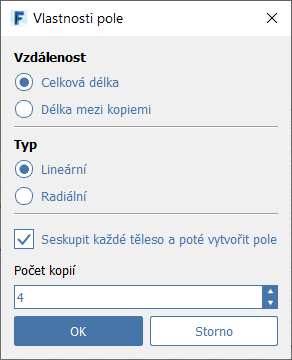 Vlastnosti pole
Vzdálenost
Celková délka
Délka mezi kopiemi
Typ
Lineární
Radiální
Seskupit každé těleso a poté vytvořit pole
Počet kopií
4
OK
Storno